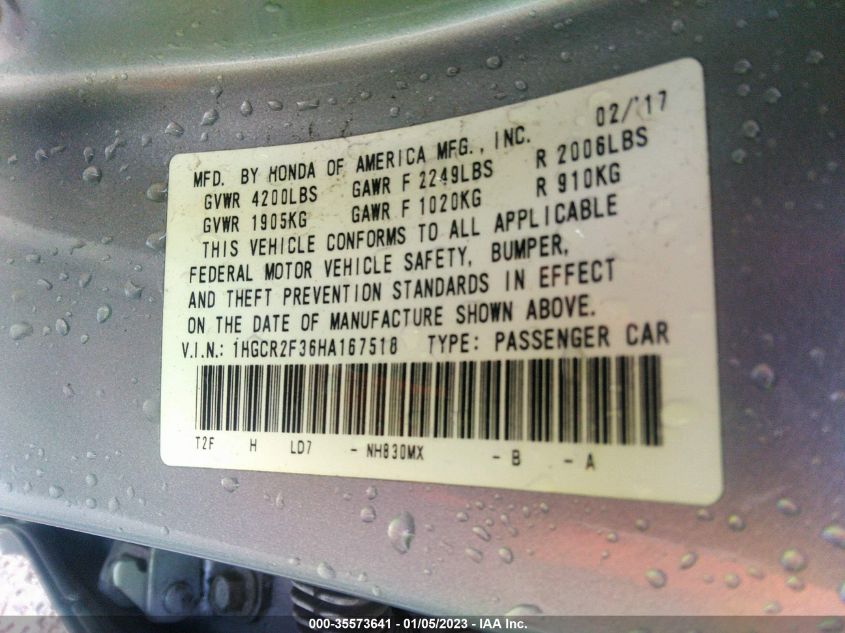 02/'17
MFD. BY HONDA OF AMERICA MFG., INC.
GVWR 4200LBS GAWR F 2249LBS R 2006LBS
GVWR 1905KG GAWR F 1020KG R 910KG
THIS VEHICLE CONFORMS TO ALL APPLICABLE
FEDERAL MOTOR VEHICLE SAFETY, BUMPER,
AND THEFT PREVENTION STANDARDS IN EFFECT
ON THE DATE OF MANUFACTURE SHOWN ABOVE.
V.I.N.: 1HGCR2F36HA167518 TYPE: PASSENGER CAR
T2F H LD7 - NH830MX - B - A
000-35573641 - 01/05/2023 - IAA Inc.